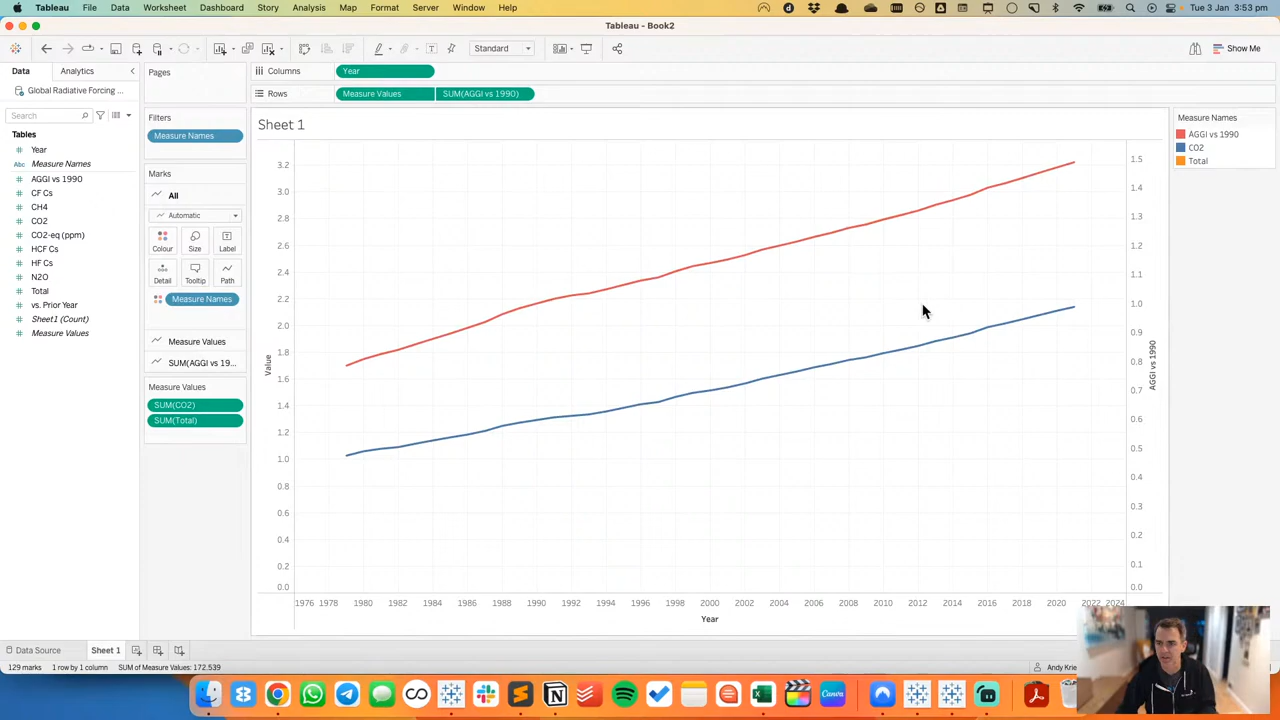 Tableau File Data Worksheet Dashboard Story Analysis Map Format Server Window Help Tue 3 Jan 3:53 pm
Tableau - Book2
Standard Show Me
Data Analytics
Global Radiative Forcing ...
Search
Tables
Year
Abc Measure Names
AGGI vs 1990
CF Cs
CH4
CO2
CO2-eq (ppm)
HCF Cs
HF Cs
N2O
Total
vs. Prior Year
Sheet1 (Count)
Measure Values
Pages
Filters
Measure Names
Marks
All
Automatic
Colour Size Label
Detail Tooltip Path
Measure Names
Measure Values
SUM(AGGI vs 19...
Measure Values
SUM(CO2)
SUM(Total)
Columns Year
Rows Measure Values SUM(AGGI vs 1990)
Sheet 1
Value
3.2
3.0
2.8
2.6
2.4
2.2
2.0
1.8
1.6
1.4
1.2
1.0
0.8
0.6
0.4
0.2
0.0
1.5
1.4
1.3
1.2
1.1
1.0
0.9
0.8
0.7
0.6
0.5
0.4
0.3
0.2
0.1
0.0
AGGI vs 1990
1976 1978 1980 1982 1984 1986 1988 1990 1992 1994 1996 1998 2000 2002 2004 2006 2008 2010 2012 2014 2016 2018 2020 2022 2024
Year
Measure Names
AGGI vs 1990
CO2
Total
Data Source Sheet 1
129 marks 1 row by 1 column SUM of Measure Values: 172.539 Andy Krie
Canva